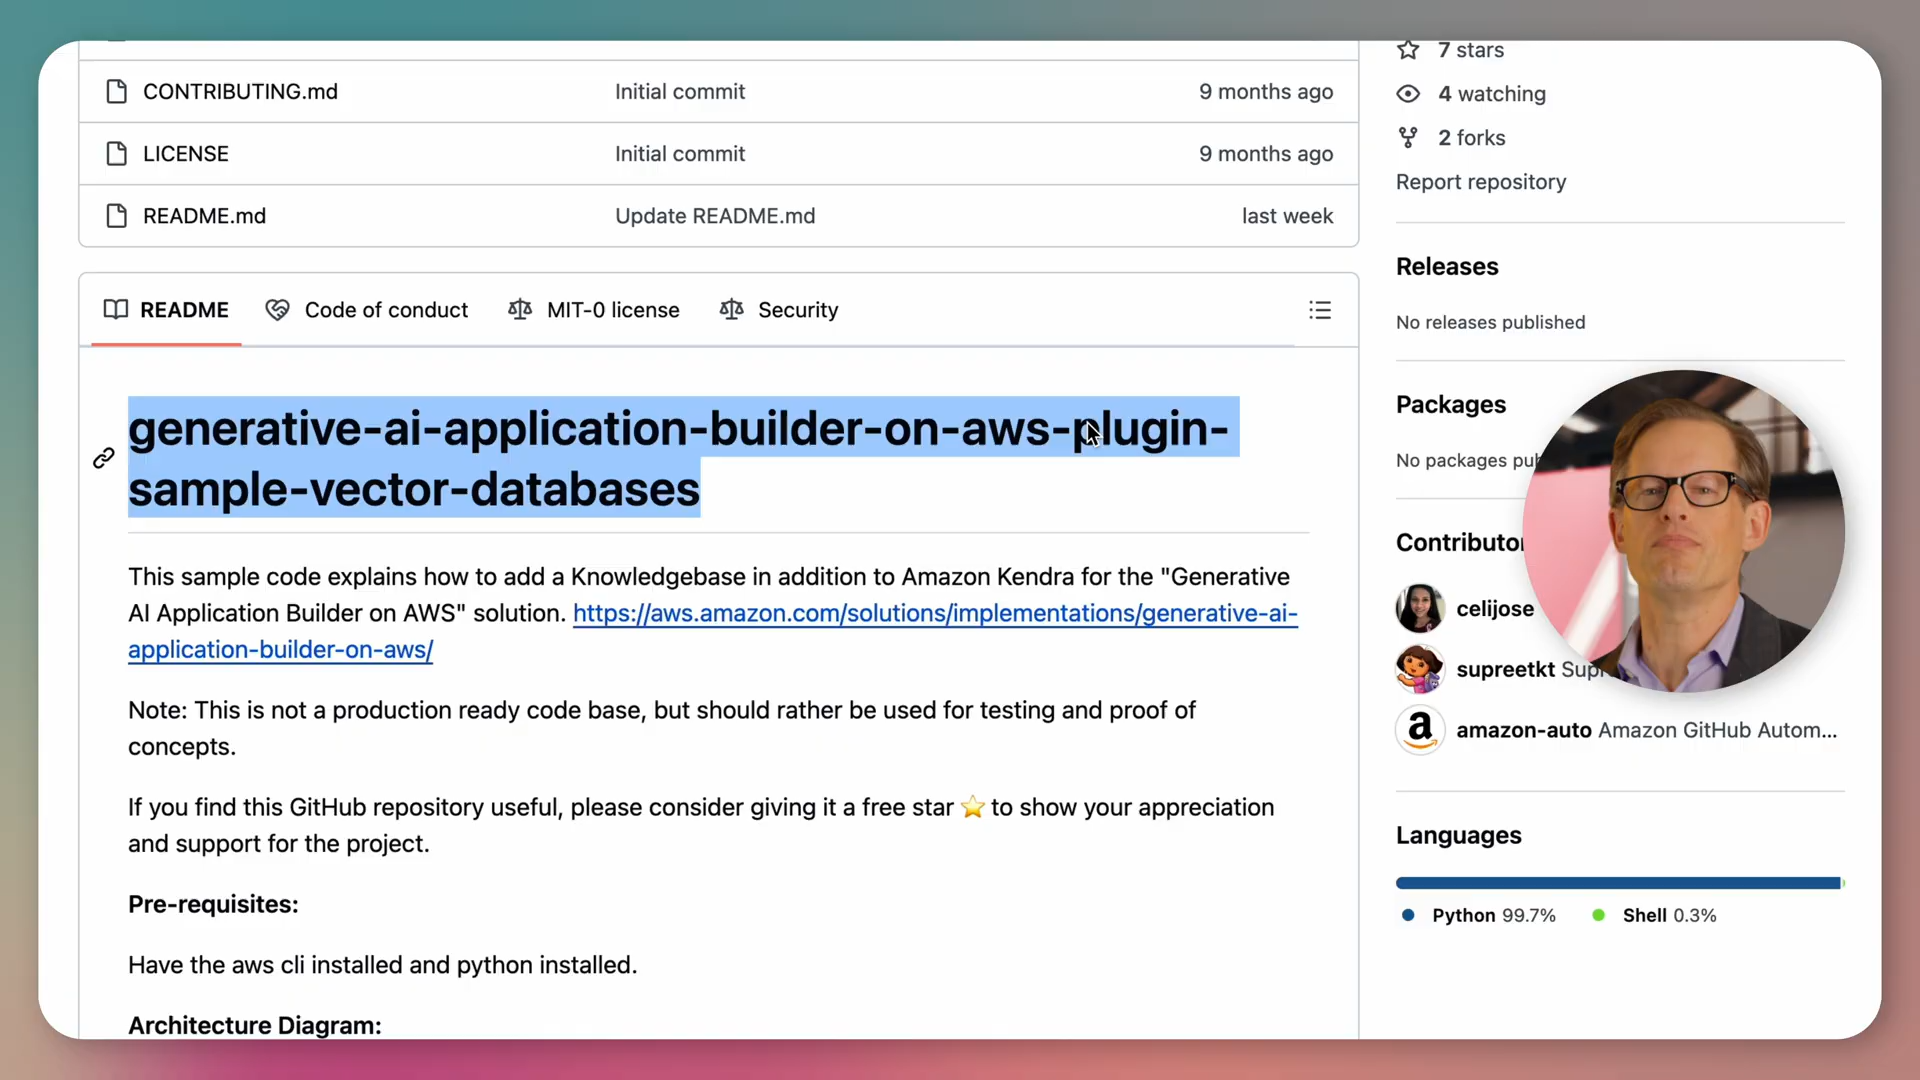 7 stars
CONTRIBUTING.md Initial commit 9 months ago
4 watching
LICENSE Initial commit 9 months ago
2 forks
Report repository
README.md Update README.md last week
Releases
No releases published
README Code of conduct MIT-0 license Security
Packages
No packages
Contributor
celijose
supreetkt
amazon-auto Amazon GitHub Autom...
Languages
Python 99.7% Shell 0.3%
generative-ai-application-builder-on-aws-plugin-
sample-vector-databases
This sample code explains how to add a Knowledgebase in addition to Amazon Kendra for the "Generative
AI Application Builder on AWS" solution. https://aws.amazon.com/solutions/implementations/generative-ai-
application-builder-on-aws/
Note: This is not a production ready code base, but should rather be used for testing and proof of
concepts.
If you find this GitHub repository useful, please consider giving it a free star ⭐ to show your appreciation
and support for the project.
Pre-requisites:
Have the aws cli installed and python installed.
Architecture Diagram: